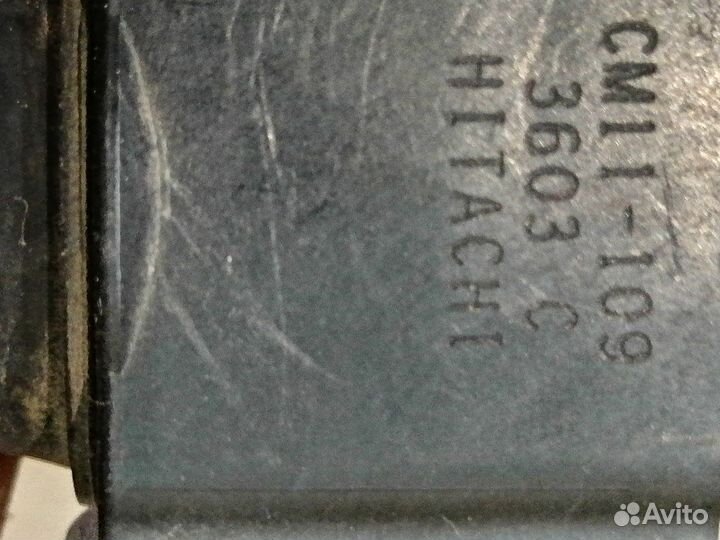 CM11-109
3603 C
HITACHI
Avito